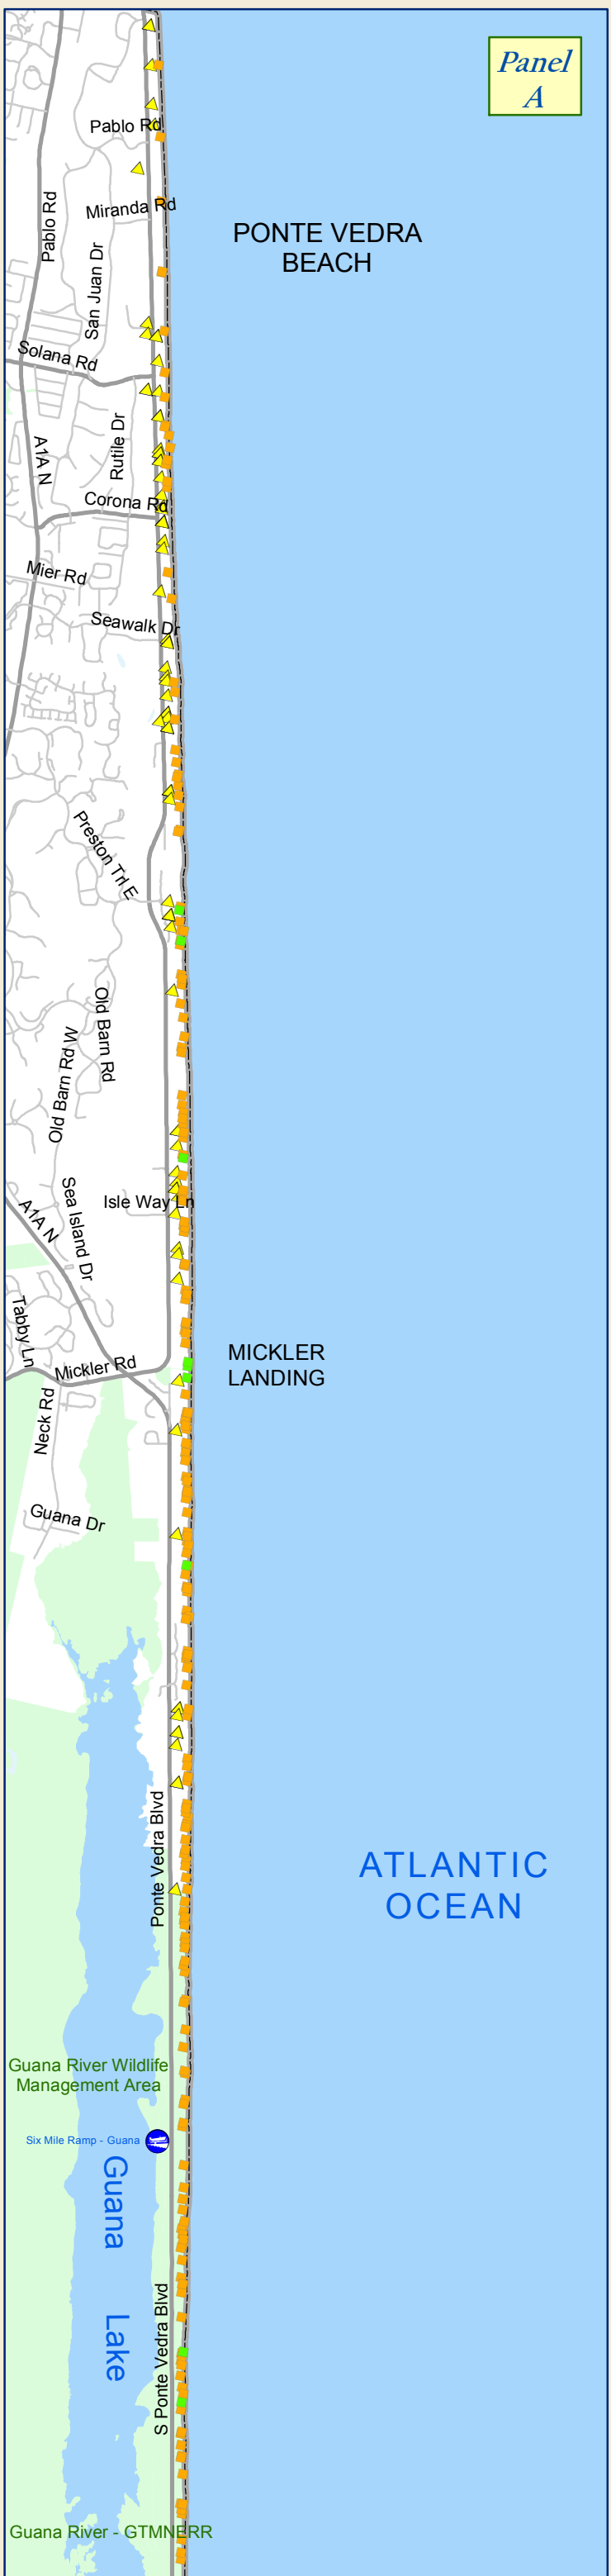 Panel
A
Pablo Rd
Pablo Rd
Miranda Rd
San Juan Dr
PONTE VEDRA
BEACH
Solana Rd
A1A N
Rutile Dr
Corona Rd
Mier Rd
Seawalk Dr
Preston Trl E
Old Barn Rd
Old Barn Rd W
Sea Island Dr
Isle Way Ln
A1A N
Tabby Ln
Mickler Rd
MICKLER
LANDING
Neck Rd
Guana Dr
Ponte Vedra Blvd
ATLANTIC
OCEAN
Guana River Wildlife
Management Area
Six Mile Ramp - Guana
Guana
Lake
S Ponte Vedra Blvd
Guana River - GTMNERR